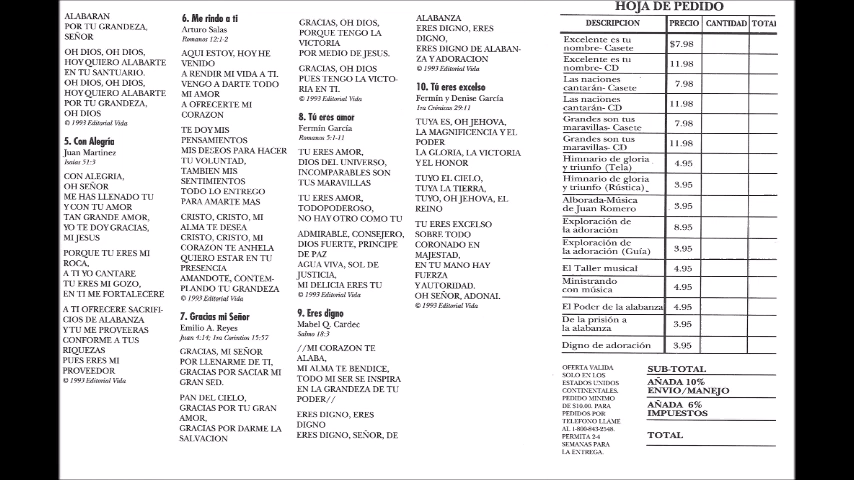 ALABARAN
POR TU GRANDEZA,
SEÑOR
OH DIOS, OH DIOS,
HOY QUIERO ALABARTE
EN TU SANTUARIO.
OH DIOS, OH DIOS,
HOY QUIERO ALABARTE
POR TU GRANDEZA,
OH DIOS
© 1993 Editorial Vida
5. Con Alegría
Juan Martinez
Isaias 51:3
CON ALEGRIA,
OH SEÑOR
ME HAS LLENADO TU
Y CON TU AMOR
TAN GRANDE AMOR,
YO TE DOY GRACIAS,
MI JESUS
PORQUE TU ERES MI
ROCA,
A TI YO CANTARE
TU ERES MI GOZO,
EN TI ME FORTALECERE
A TI OFRECERE SACRIFI-
CIOS DE ALABANZA
Y TU ME PROVEERAS
CONFORME A TUS
RIQUEZAS
PUES ERES MI
PROVEEDOR
© 1993 Editorial Vida
6. Me rindo a ti
Arturo Salas
Romanos 12:1-2
AQUI ESTOY, HOY HE
VENIDO
A RENDIR MI VIDA A TI.
VENGO A DARTE TODO
MI AMOR
A OFRECERTE MI
CORAZON
TE DOY MIS
PENSAMIENTOS
MIS DESEOS PARA HACER
TU VOLUNTAD,
TAMBIEN MIS
SENTIMIENTOS
TODO LO ENTREGO
PARA AMARTE MAS
CRISTO, CRISTO, MI
ALMA TE DESEA
CRISTO, CRISTO, MI
CORAZON TE ANHELA
QUIERO ESTAR EN TU
PRESENCIA
AMANDOTE, CONTEM-
PLANDO TU GRANDEZA
© 1993 Editorial Vida
7. Gracias mi Señor
Emilio A. Reyes
Juan 4:14; 1ra Corintios 15:57
GRACIAS, MI SEÑOR
POR LLENARME DE TI,
GRACIAS POR SACIAR MI
GRAN SED.
PAN DEL CIELO,
GRACIAS POR TU GRAN
AMOR,
GRACIAS POR DARME LA
SALVACION
GRACIAS, OH DIOS,
PORQUE TENGO LA
VICTORIA
POR MEDIO DE JESUS.
GRACIAS, OH DIOS
PUES TENGO LA VICTO-
RIA EN TI.
© 1993 Editorial Vida
8. Tú eres amor
Fermín García
Romanos 5:1-11
TU ERES AMOR,
DIOS DEL UNIVERSO,
INCOMPARABLES SON
TUS MARAVILLAS
TU ERES AMOR,
TODOPODEROSO,
NO HAY OTRO COMO TU
ADMIRABLE, CONSEJERO,
DIOS FUERTE, PRINCIPE
DE PAZ
AGUA VIVA, SOL DE
JUSTICIA,
MI DELICIA ERES TU
© 1993 Editorial Vida
9. Eres digno
Mabel Q. Cardec
Salmo 18:3
//MI CORAZON TE
ALABA,
MI ALMA TE BENDICE,
TODO MI SER SE INSPIRA
EN LA GRANDEZA DE TU
PODER//
ERES DIGNO, ERES
DIGNO
ERES DIGNO, SEÑOR, DE
ALABANZA
ERES DIGNO, ERES
DIGNO,
ERES DIGNO DE ALABAN-
ZA Y ADORACION
© 1993 Editorial Vida
10. Tú eres excelso
Fermín y Denise García
1ra Crónicas 29:11
TUYA ES, OH JEHOVA,
LA MAGNIFICENCIA Y EL
PODER
LA GLORIA, LA VICTORIA
Y EL HONOR
TUYO EL CIELO,
TUYA LA TIERRA,
TUYO, OH JEHOVA, EL
REINO
TU ERES EXCELSO
SOBRE TODO
CORONADO EN
MAJESTAD,
EN TU MANO HAY
FUERZA
Y AUTORIDAD.
OH SEÑOR, ADONAI.
© 1993 Editorial Vida
HOJA DE PEDIDO
DESCRIPCION PRECIO CANTIDAD TOTAL
Excelente es tu
nombre- Casete $7.98
Excelente es tu
nombre- CD 11.98
Las naciones
cantarán- Casete 7.98
Las naciones
cantarán- CD 11.98
Grandes son tus
maravillas- Casete 7.98
Grandes son tus
maravillas- CD 11.98
Himnario de gloria
y triunfo (Tela) 4.95
Himnario de gloria
y triunfo (Rústica) 3.95
Alborada-Música
de Juan Romero 3.95
Exploración de
la adoración 8.95
Exploración de
la adoración (Guía) 3.95
El Taller musical 4.95
Ministrando
con música 4.95
El Poder de la alabanza 4.95
De la prisión a
la alabanza 3.95
Digno de adoración 3.95
OFERTA VALIDA
SOLO EN LOS
ESTADOS UNIDOS
CONTINENTALES.
PEDIDO MINIMO
DE $10.00. PARA
PEDIDOS POR
TELEFONO LLAME
AL 1-800-843-2548.
PERMITA 2-4
SEMANAS PARA
LA ENTREGA.
SUB-TOTAL
AÑADA 10%
ENVIO/MANEJO
AÑADA 6%
IMPUESTOS
TOTAL